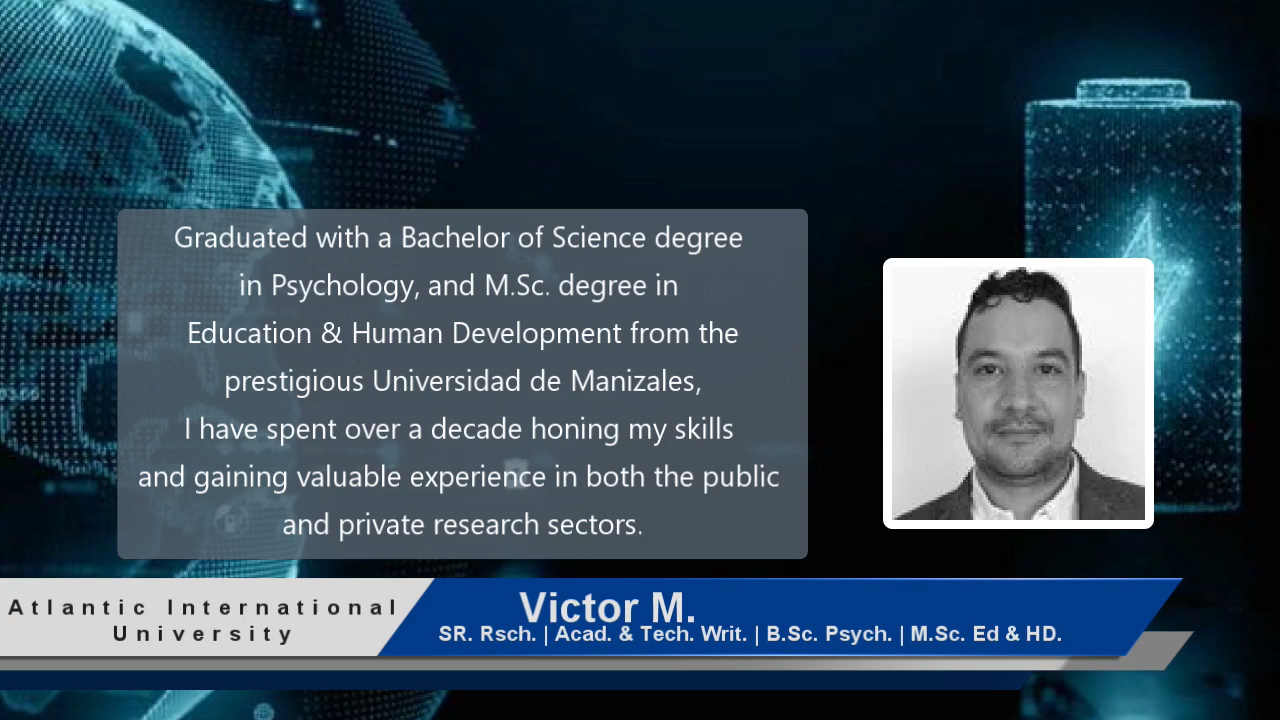 Graduated with a Bachelor of Science degree
in Psychology, and M.Sc. degree in
Education & Human Development from the
prestigious Universidad de Manizales,
I have spent over a decade honing my skills
and gaining valuable experience in both the public
and private research sectors.
Atlantic International
University
Victor M.
SR. Rsch. | Acad. & Tech. Writ. | B.Sc. Psych. | M.Sc. Ed & HD.